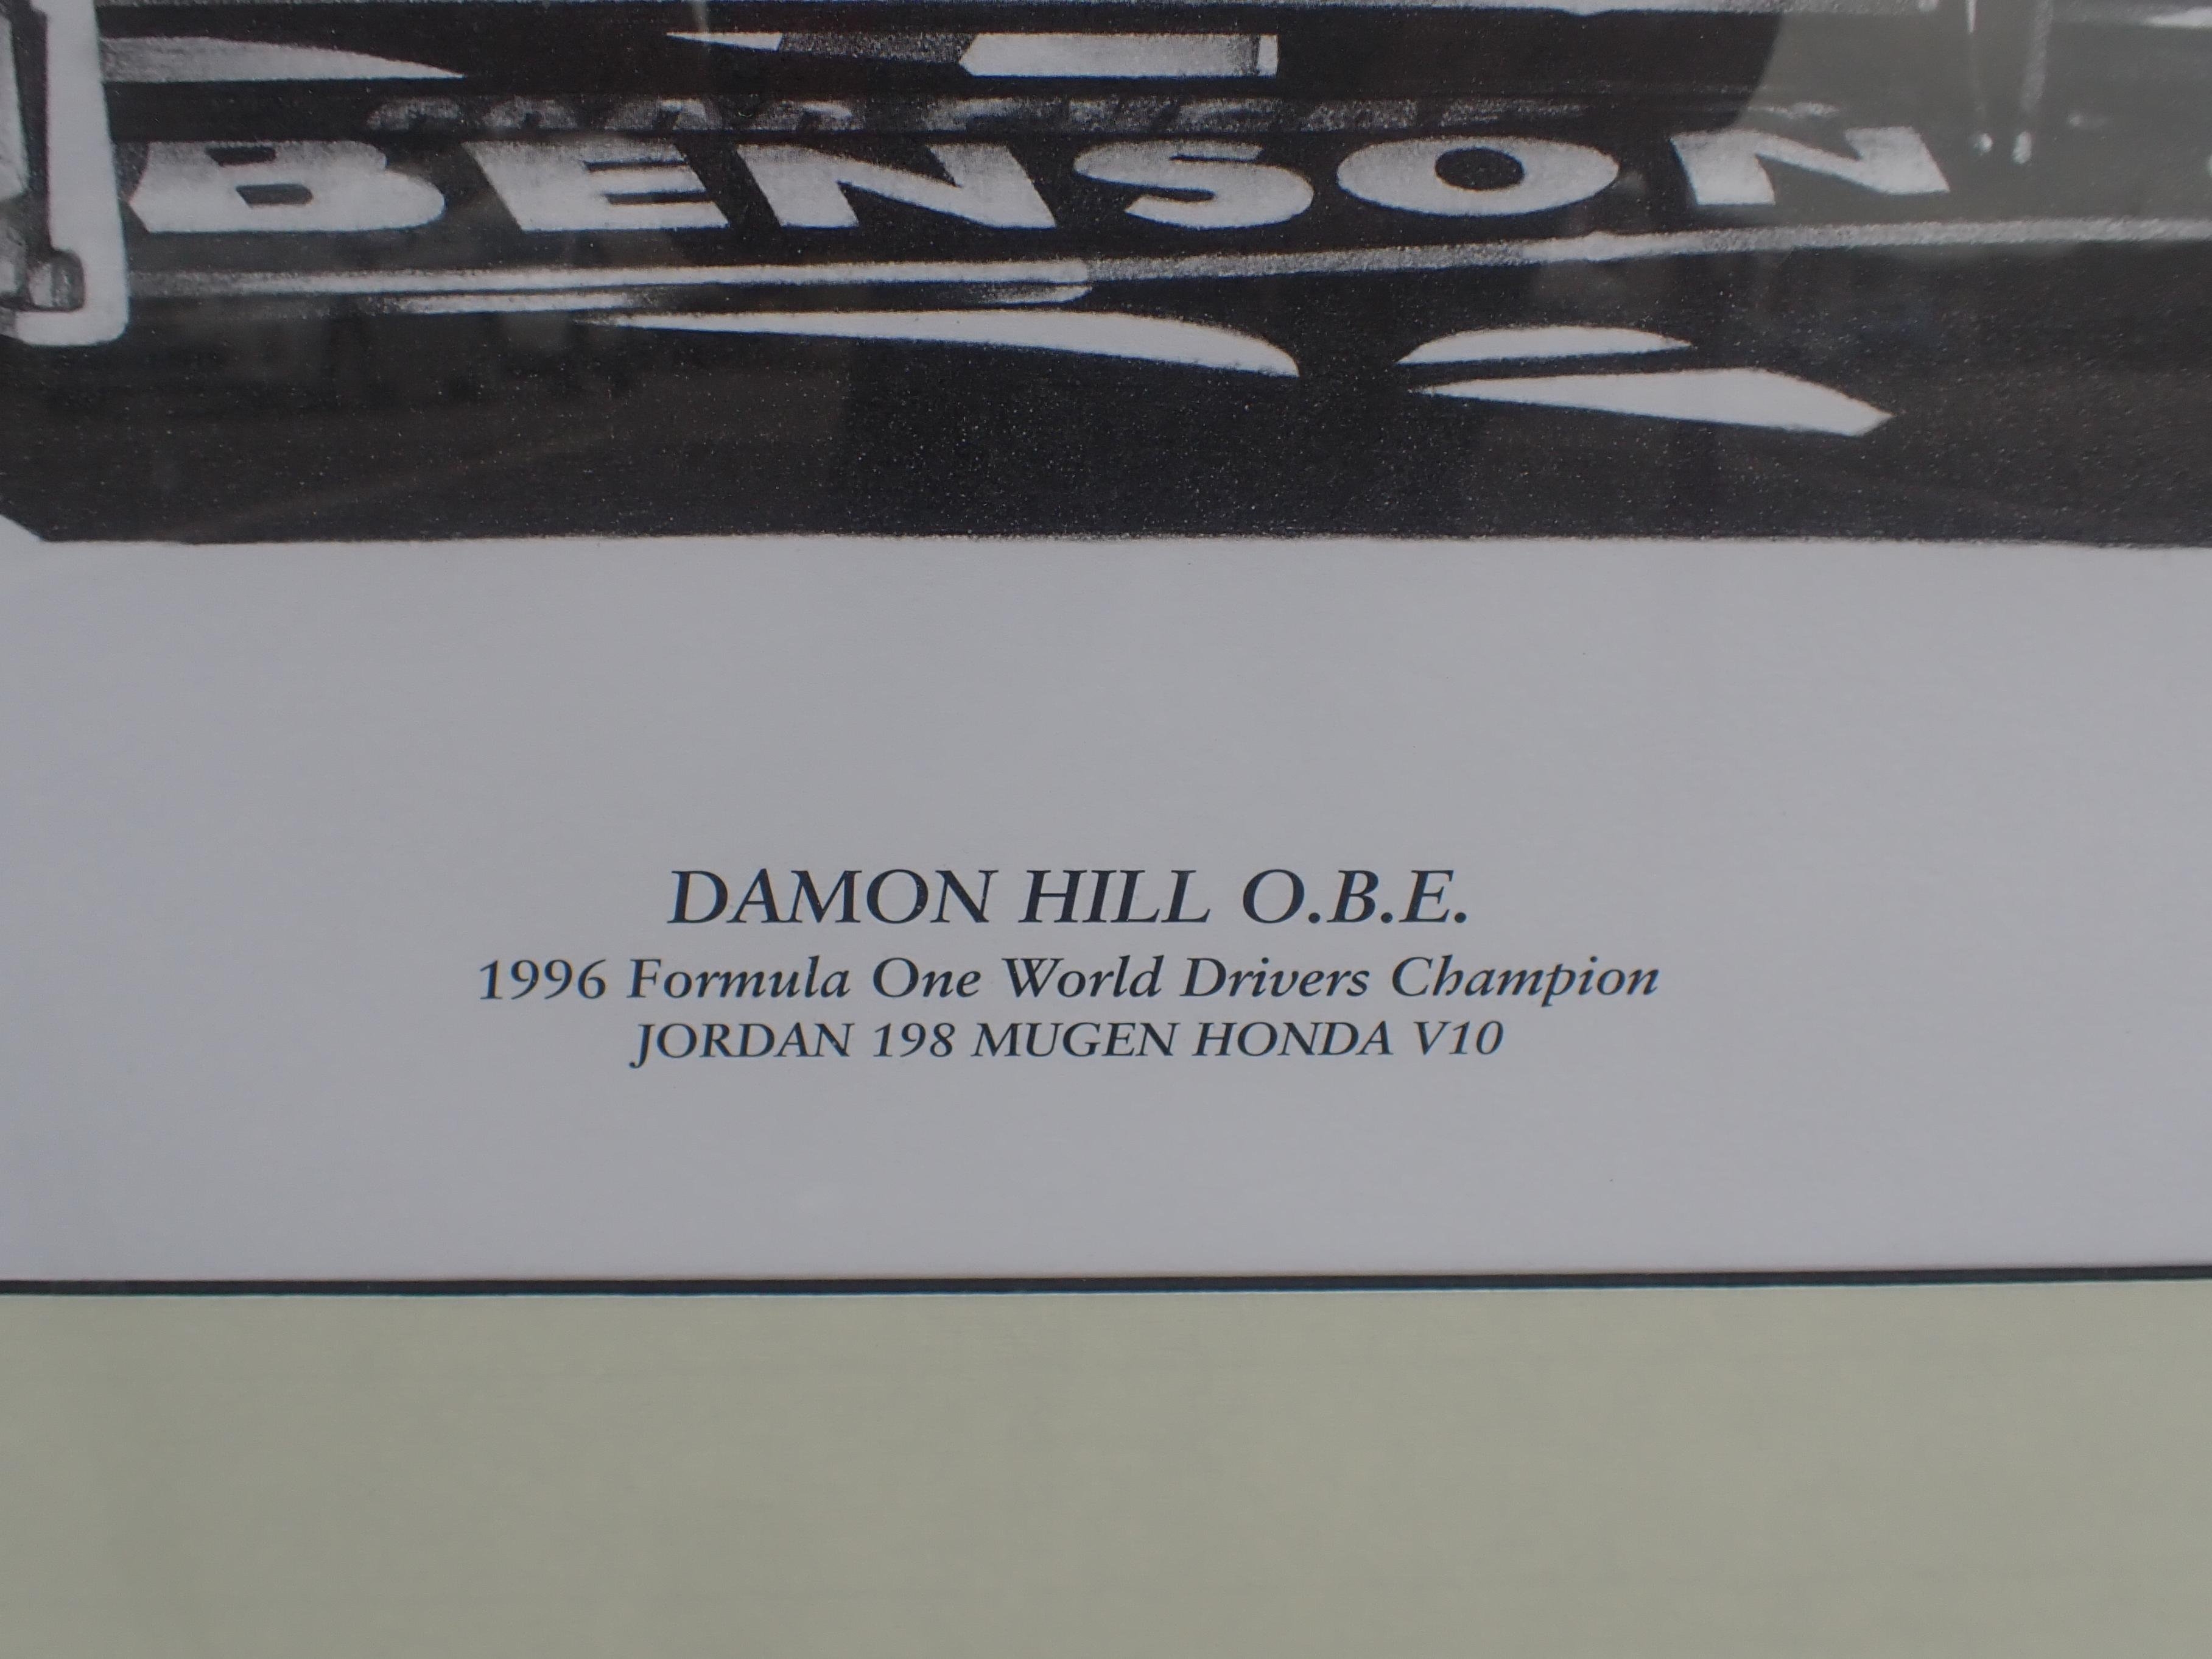 BENSON
DAMON HILL O.B.E.
1996 Formula One World Drivers Champion
JORDAN 198 MUGEN HONDA V10